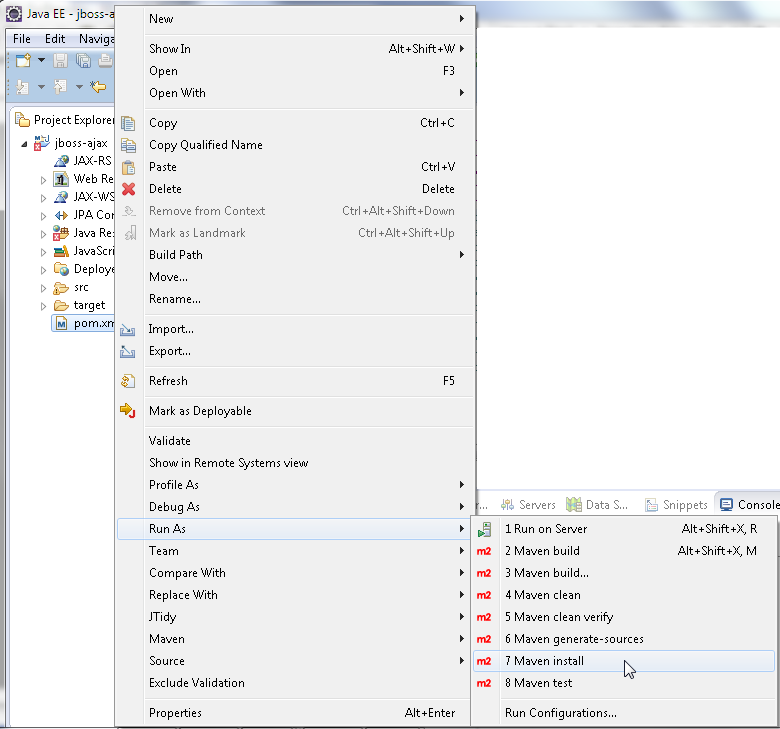 Java EE - jboss-aj
File Edit Naviga
Project Explorer
jboss-ajax
JAX-RS
Web Re
JAX-WS
JPA Cor
Java Re
JavaScri
Deploye
src
target
pom.xm
New
Show In Alt+Shift+W
Open F3
Open With
Copy Ctrl+C
Copy Qualified Name
Paste Ctrl+V
Delete Delete
Remove from Context Ctrl+Alt+Shift+Down
Mark as Landmark Ctrl+Alt+Shift+Up
Build Path
Move...
Rename...
Import...
Export...
Refresh F5
Mark as Deployable
Validate
Show in Remote Systems view
Profile As
Debug As
Run As
Team
Compare With
Replace With
JTidy
Maven
Source
Exclude Validation
Properties Alt+Enter
r... Servers Data S... Snippets Console
1 Run on Server Alt+Shift+X, R
m2 2 Maven build Alt+Shift+X, M
m2 3 Maven build...
m2 4 Maven clean
m2 5 Maven clean verify
m2 6 Maven generate-sources
m2 7 Maven install
m2 8 Maven test
Run Configurations...